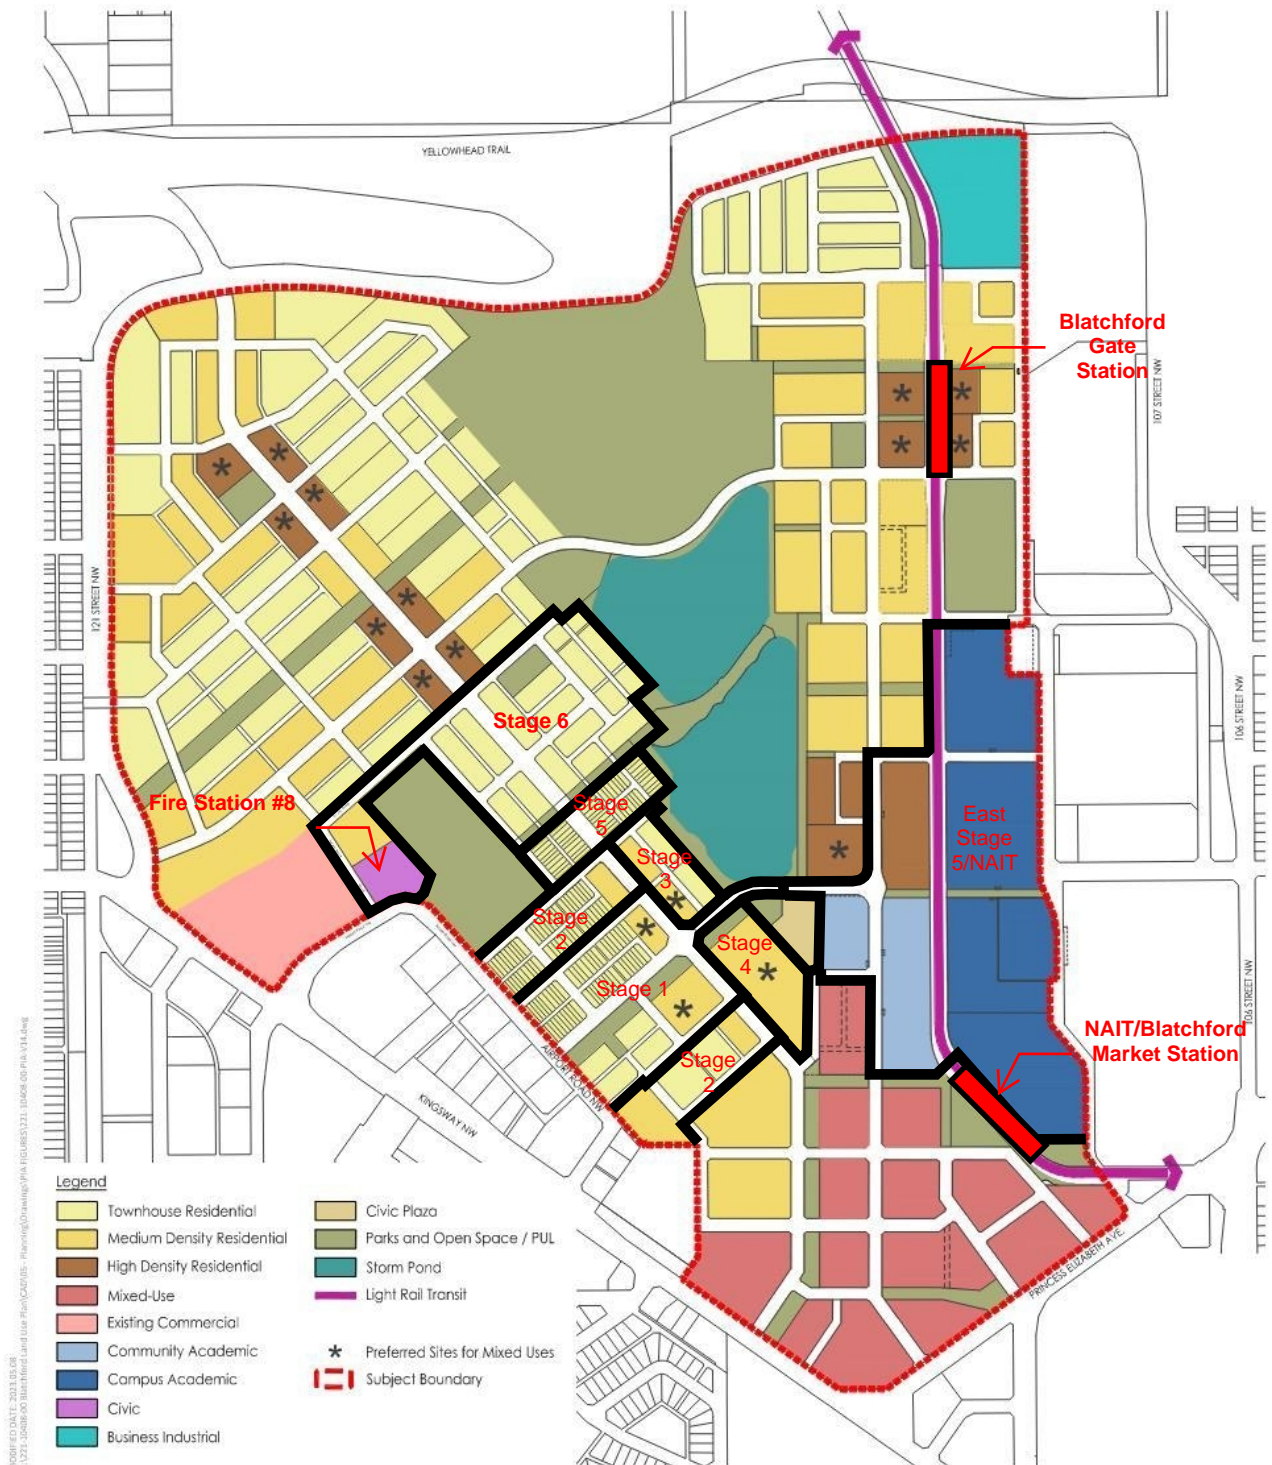 YELLOWHEAD TRAIL
Blatchford
Gate
Station
107 STREET NW
121 STREET NW
106 STREET NW
Stage 6
Fire Station #8
Stage
5
East
Stage
5/NAIT
Stage
3
Stage
2
Stage
4
Stage 1
106 STREET NW
NAIT/Blatchford
Market Station
Stage
2
AIRPORT ROAD NW
KINGSWAY NW
PRINCESS ELIZABETH AVE.
Legend
Townhouse Residential
Medium Density Residential
High Density Residential
Mixed-Use
Existing Commercial
Community Academic
Campus Academic
Civic
Business Industrial
Civic Plaza
Parks and Open Space / PUL
Storm Pond
Light Rail Transit
* Preferred Sites for Mixed Uses
Subject Boundary